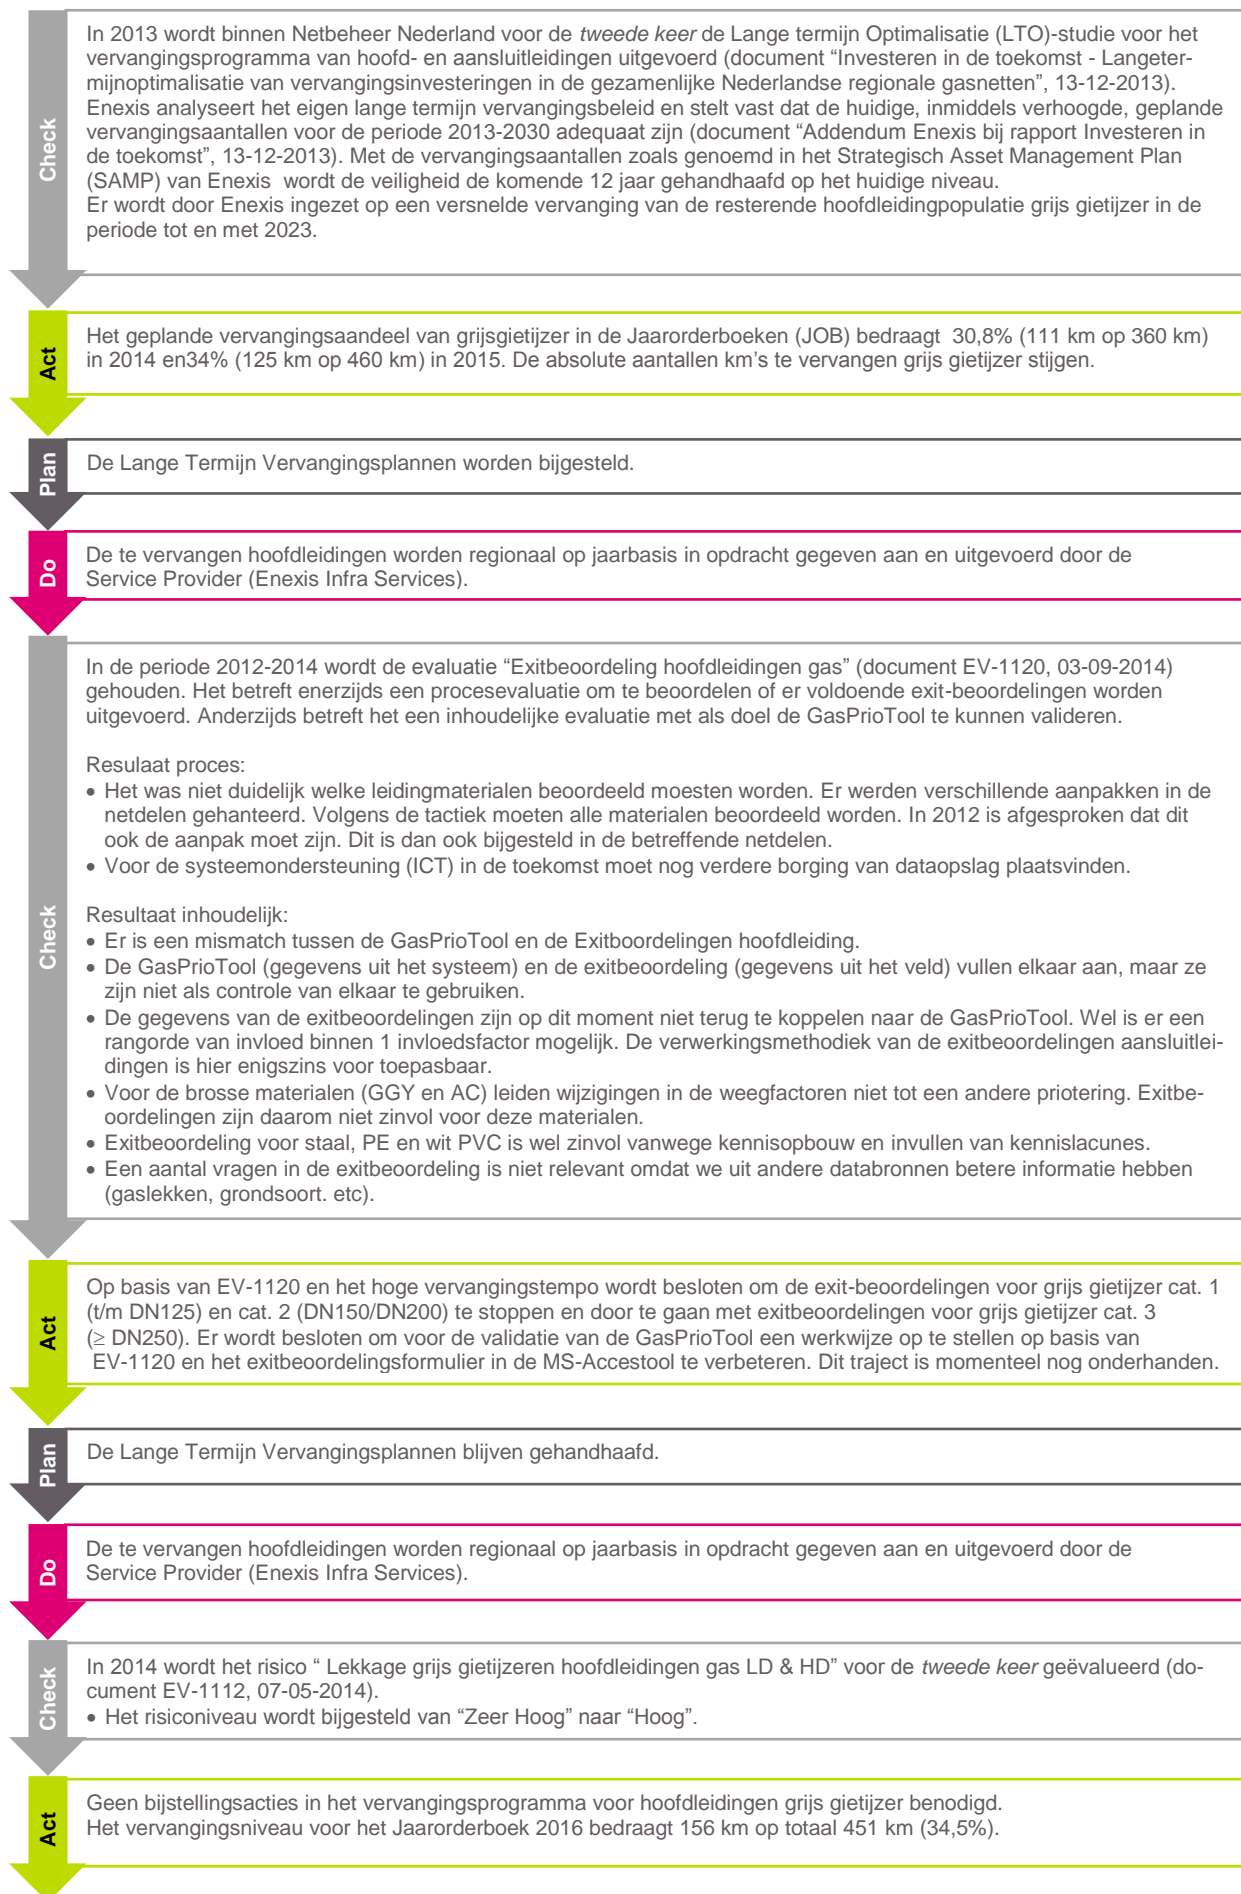 Check
In 2013 wordt binnen Netbeheer Nederland voor de tweede keer de Lange termijn Optimalisatie (LTO)-studie voor het
vervangingsprogramma van hoofd- en aansluitleidingen uitgevoerd (document “Investeren in de toekomst - Langeter-
mijnoptimalisatie van vervangingsinvesteringen in de gezamenlijke Nederlandse regionale gasnetten”, 13-12-2013).
Enexis analyseert het eigen lange termijn vervangingsbeleid en stelt vast dat de huidige, inmiddels verhoogde, geplande
vervangingsaantallen voor de periode 2013-2030 adequaat zijn (document “Addendum Enexis bij rapport Investeren in
de toekomst”, 13-12-2013). Met de vervangingsaantallen zoals genoemd in het Strategisch Asset Management Plan
(SAMP) van Enexis wordt de veiligheid de komende 12 jaar gehandhaafd op het huidige niveau.
Er wordt door Enexis ingezet op een versnelde vervanging van de resterende hoofdleidingpopulatie grijs gietijzer in de
periode tot en met 2023.
Act
Het geplande vervangingsaandeel van grijsgietijzer in de Jaarorderboeken (JOB) bedraagt 30,8% (111 km op 360 km)
in 2014 en34% (125 km op 460 km) in 2015. De absolute aantallen km’s te vervangen grijs gietijzer stijgen.
Plan
De Lange Termijn Vervangingsplannen worden bijgesteld.
Do
De te vervangen hoofdleidingen worden regionaal op jaarbasis in opdracht gegeven aan en uitgevoerd door de
Service Provider (Enexis Infra Services).
Check
In de periode 2012-2014 wordt de evaluatie “Exitbeoordeling hoofdleidingen gas” (document EV-1120, 03-09-2014)
gehouden. Het betreft enerzijds een procesevaluatie om te beoordelen of er voldoende exit-beoordelingen worden
uitgevoerd. Anderzijds betreft het een inhoudelijke evaluatie met als doel de GasPrioTool te kunnen valideren.
Resulaat proces:
• Het was niet duidelijk welke leidingmaterialen beoordeeld moesten worden. Er werden verschillende aanpakken in de
netdelen gehanteerd. Volgens de tactiek moeten alle materialen beoordeeld worden. In 2012 is afgesproken dat dit
ook de aanpak moet zijn. Dit is dan ook bijgesteld in de betreffende netdelen.
• Voor de systeemondersteuning (ICT) in de toekomst moet nog verdere borging van dataopslag plaatsvinden.
Resultaat inhoudelijk:
• Er is een mismatch tussen de GasPrioTool en de Exitboordelingen hoofdleiding.
• De GasPrioTool (gegevens uit het systeem) en de exitbeoordeling (gegevens uit het veld) vullen elkaar aan, maar ze
zijn niet als controle van elkaar te gebruiken.
• De gegevens van de exitbeoordelingen zijn op dit moment niet terug te koppelen naar de GasPrioTool. Wel is er een
rangorde van invloed binnen 1 invloedsfactor mogelijk. De verwerkingsmethodiek van de exitbeoordelingen aansluitlei-
dingen is hier enigszins voor toepasbaar.
• Voor de brosse materialen (GGY en AC) leiden wijzigingen in de weegfactoren niet tot een andere priotering. Exitbe-
oordelingen zijn daarom niet zinvol voor deze materialen.
• Exitbeoordeling voor staal, PE en wit PVC is wel zinvol vanwege kennisopbouw en invullen van kennislacunes.
• Een aantal vragen in de exitbeoordeling is niet relevant omdat we uit andere databronnen betere informatie hebben
(gaslekken, grondsoort. etc).
Act
Op basis van EV-1120 en het hoge vervangingstempo wordt besloten om de exit-beoordelingen voor grijs gietijzer cat. 1
(t/m DN125) en cat. 2 (DN150/DN200) te stoppen en door te gaan met exitbeoordelingen voor grijs gietijzer cat. 3
(≥ DN250). Er wordt besloten om voor de validatie van de GasPrioTool een werkwijze op te stellen op basis van
EV-1120 en het exitbeoordelingsformulier in de MS-Accestool te verbeteren. Dit traject is momenteel nog onderhanden.
Plan
De Lange Termijn Vervangingsplannen blijven gehandhaafd.
Do
De te vervangen hoofdleidingen worden regionaal op jaarbasis in opdracht gegeven aan en uitgevoerd door de
Service Provider (Enexis Infra Services).
Check
In 2014 wordt het risico “ Lekkage grijs gietijzeren hoofdleidingen gas LD & HD” voor de tweede keer geëvalueerd (do-
cument EV-1112, 07-05-2014).
• Het risiconiveau wordt bijgesteld van “Zeer Hoog” naar “Hoog”.
Act
Geen bijstellingsacties in het vervangingsprogramma voor hoofdleidingen grijs gietijzer benodigd.
Het vervangingsniveau voor het Jaarorderboek 2016 bedraagt 156 km op totaal 451 km (34,5%).